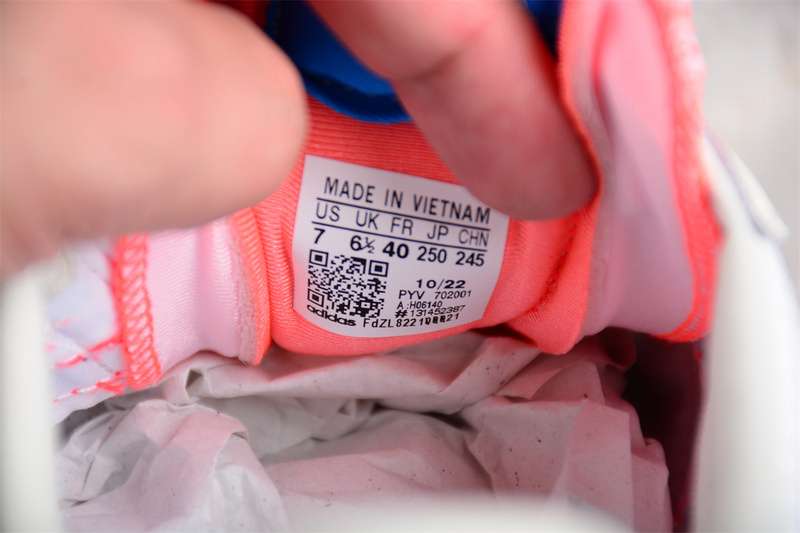 MADE IN VIETNAM
US UK FR JP CHN
7 6½ 40 250 245
10/22
PYV 702001
A:H06140
#131452387
adidas